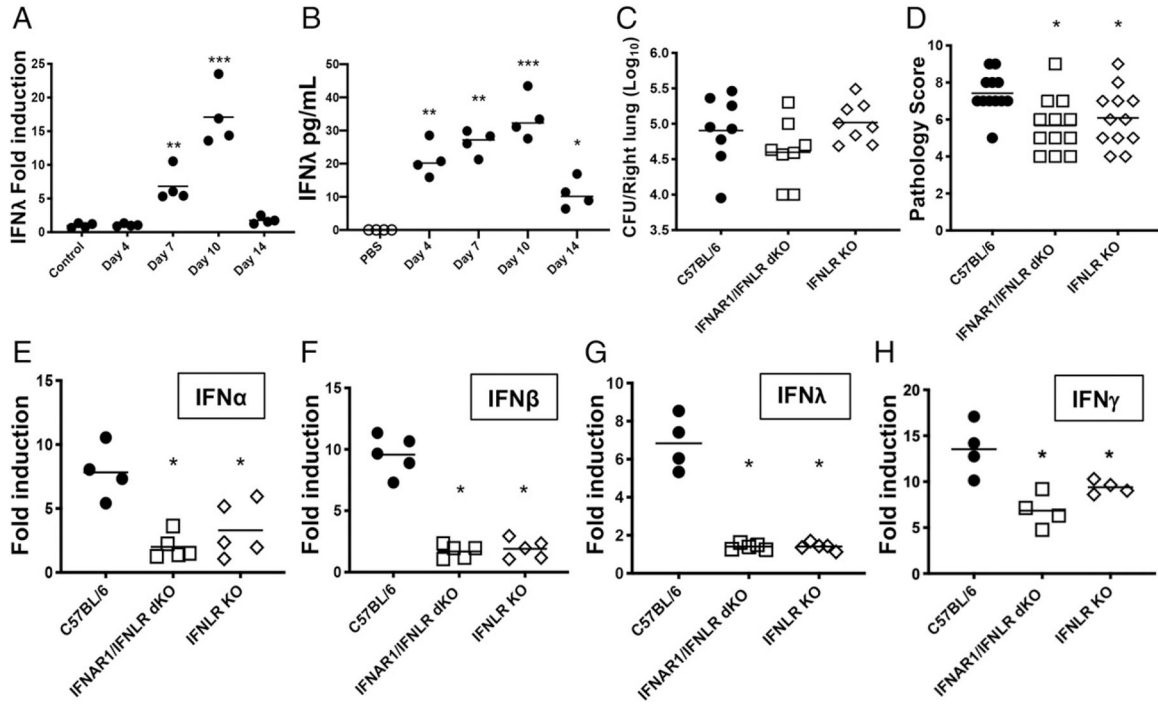 A
IFNλ Fold induction
25
20
15
10
5
0
**
***
Control
Day 4
Day 7
Day 10
Day 14
B
IFNλ pg/mL
50
40
30
20
10
0
**
**
***
*
PBS
Day 4
Day 7
Day 10
Day 14
C
CFU/Right lung (Log10)
6.0
5.5
5.0
4.5
4.0
3.5
C57BL/6
IFNAR1/IFNLR dKO
IFNLR KO
D
Pathology Score
10
8
6
4
2
0
*
*
C57BL/6
IFNAR1/IFNLR dKO
IFNLR KO
E
Fold induction
15
10
5
0
IFNα
*
*
C57BL/6
IFNAR1/IFNLR dKO
IFNLR KO
F
Fold induction
15
10
5
0
IFNβ
*
*
C57BL/6
IFNAR1/IFNLR dKO
IFNLR KO
G
Fold induction
10
8
6
4
2
0
IFNλ
*
*
C57BL/6
IFNAR1/IFNLR dKO
IFNLR KO
H
Fold induction
20
15
10
5
0
IFNγ
*
*
C57BL/6
IFNAR1/IFNLR dKO
IFNLR KO